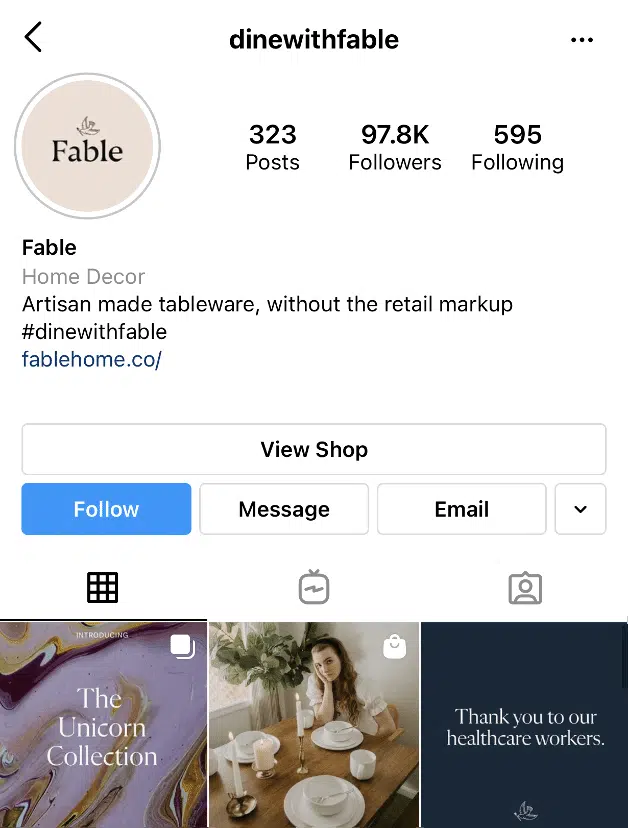 dinewithfable
Fable
323
97.8K
595
Posts
Followers
Following
Fable
Home Decor
Artisan made tableware, without the retail markup
#dinewithfable
fablehome.co/
View Shop
Follow
Message
Email
INTRODUCING
The
Unicorn
Collection
Thank you to our
healthcare workers.